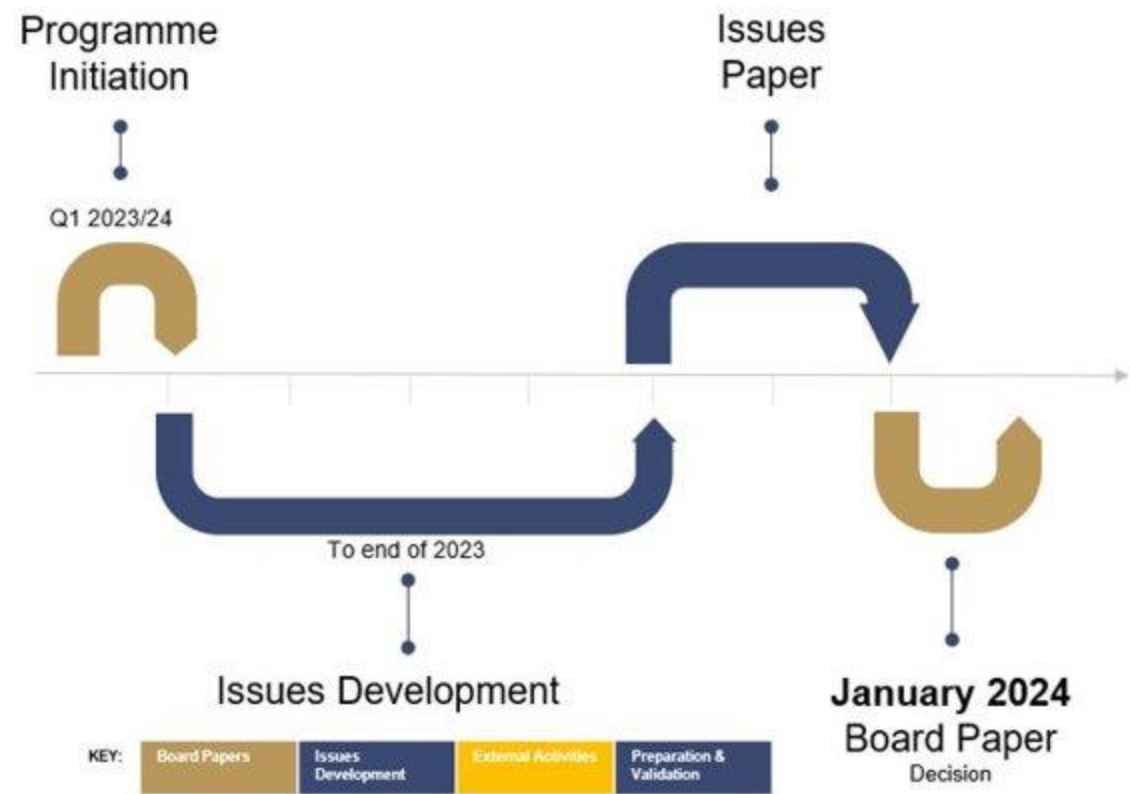 Programme
Initiation
Issues
Paper
Q1 2023/24
To end of 2023
Issues Development
January 2024
Board Paper
Decision
KEY:
Board Papers
Issues
Development
External Activities
Preparation &
Validation